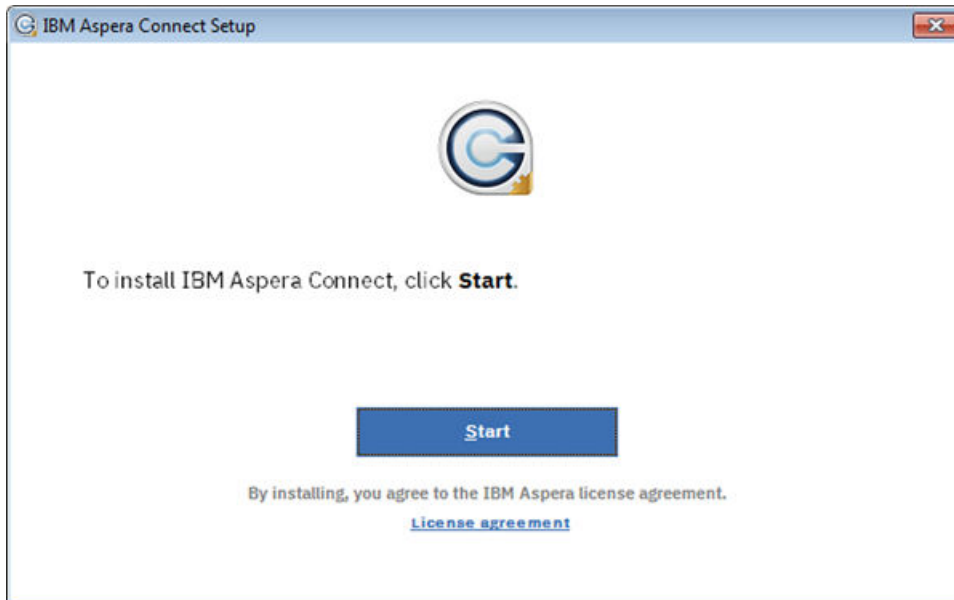 IBM Aspera Connect Setup
To install IBM Aspera Connect, click Start.
Start
By installing, you agree to the IBM Aspera license agreement.
License agreement